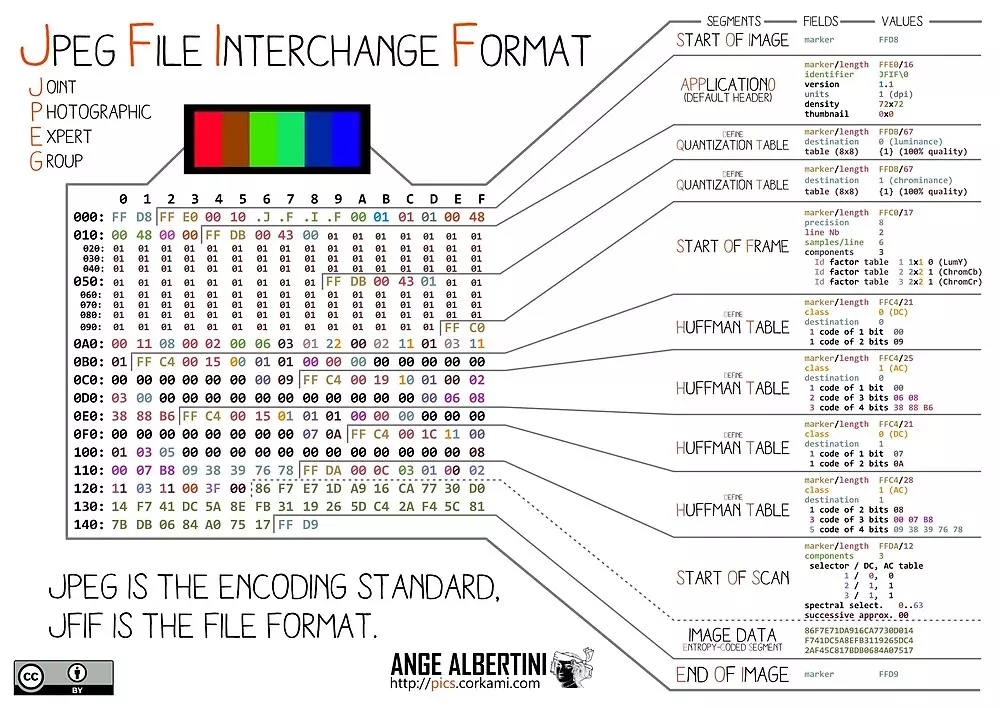 JPEG FILE INTERCHANGE FORMAT
JOINT
PHOTOGRAPHIC
EXPERT
GROUP
0 1 2 3 4 5 6 7 8 9 A B C D E F
000: FF D8 FF E0 00 10 .J .F .I .F 00 01 01 01 00 48
010: 00 48 00 00 FF DB 00 43 00 01 01 01 01 01 01 01
020: 01 01 01 01 01 01 01 01 01 01 01 01 01 01 01 01
030: 01 01 01 01 01 01 01 01 01 01 01 01 01 01 01 01
040: 01 01 01 01 01 01 01 01 01 01 01 01 01 01 01 01
050: 01 01 01 01 01 01 01 01 01 FF DB 00 43 01 01 01
060: 01 01 01 01 01 01 01 01 01 01 01 01 01 01 01 01
070: 01 01 01 01 01 01 01 01 01 01 01 01 01 01 01 01
080: 01 01 01 01 01 01 01 01 01 01 01 01 01 01 01 01
090: 01 01 01 01 01 01 01 01 01 01 01 01 01 01 FF C0
0A0: 00 11 08 00 02 00 06 03 01 22 00 02 11 01 03 11
0B0: 01 FF C4 00 15 00 01 01 00 00 00 00 00 00 00 00
0C0: 00 00 00 00 00 00 09 FF C4 00 19 10 01 00 02
0D0: 03 00 00 00 00 00 00 00 00 00 00 00 00 00 06 08
0E0: 38 88 B6 FF C4 00 15 01 01 01 00 00 00 00 00 00
0F0: 00 00 00 00 00 00 00 07 0A FF C4 00 1C 11 00
100: 01 03 05 00 00 00 00 00 00 00 00 00 00 00 00 08
110: 00 07 B8 09 38 39 76 78 FF DA 00 0C 03 01 00 02
120: 11 03 11 00 3F 00 86 F7 E7 1D A9 16 CA 77 30 D0
130: 14 F7 41 DC 5A 8E FB 31 19 26 5D C4 2A F4 5C 81
140: 7B DB 06 84 A0 75 17 FF D9
JPEG IS THE ENCODING STANDARD,
JFIF IS THE FILE FORMAT.
CC BY
ANGE ALBERTINI
http://pics.corkami.com
SEGMENTS FIELDS VALUES
START OF IMAGE
marker FFD8
APPLICATION0
(DEFAULT HEADER)
marker/length FFE0/16
identifier JFIF\0
version 1.1
units 1 (dpi)
density 72x72
thumbnail 0x0
DEFINE
QUANTIZATION TABLE
marker/length FFDB/67
destination 0 (luminance)
table (8x8) {1} (100% quality)
DEFINE
QUANTIZATION TABLE
marker/length FFDB/67
destination 1 (chrominance)
table (8x8) {1} (100% quality)
START OF FRAME
marker/length FFC0/17
precision 8
line Nb 2
samples/line 6
components 3
Id factor table 1 1x1 0 (LumY)
Id factor table 2 2x2 1 (ChromCb)
Id factor table 3 2x2 1 (ChromCr)
DEFINE
HUFFMAN TABLE
marker/length FFC4/21
class 0 (DC)
destination 0
1 code of 1 bit 00
1 code of 2 bits 09
DEFINE
HUFFMAN TABLE
marker/length FFC4/25
class 1 (AC)
destination 0
1 code of 1 bit 00
2 code of 3 bits 06 08
3 code of 4 bits 38 88 B6
DEFINE
HUFFMAN TABLE
marker/length FFC4/21
class 0 (DC)
destination 1
1 code of 1 bit 07
1 code of 2 bits 0A
DEFINE
HUFFMAN TABLE
marker/length FFC4/28
class 1 (AC)
destination 1
1 code of 2 bits 08
3 code of 3 bits 00 07 B8
5 code of 4 bits 09 38 39 76 78
START OF SCAN
marker/length FFDA/12
components 3
selector / DC, AC table
1 / 0, 0
2 / 1, 1
3 / 1, 1
spectral select. 0..63
successive approx. 00
IMAGE DATA
ENTROPY-CODED SEGMENT
86F7E71DA916CA7730D014
F741DC5A8EFB3119265DC4
2AF45C817BDB0684A07517
END OF IMAGE
marker FFD9